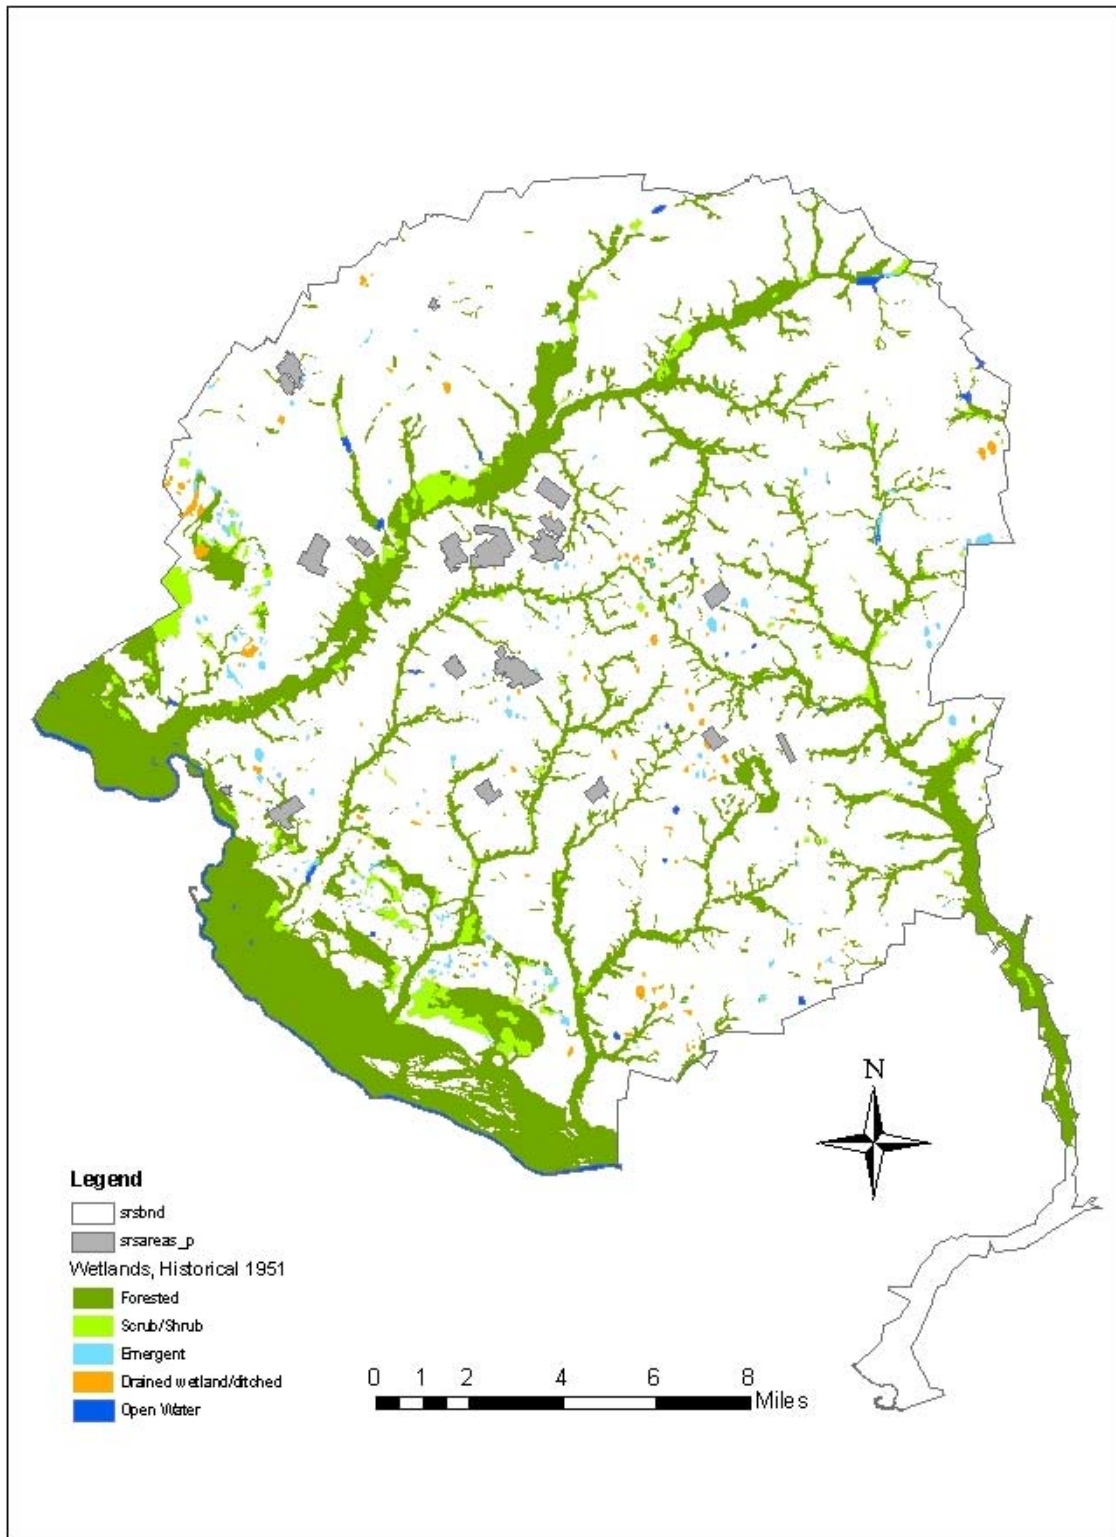 N
Legend
srsbnd
srsareas_p
Wetlands, Historical 1951
Forested
Scrub/Shrub
Emergent
Drained wetland/ditched
Open Water
0 1 2 4 6 8
Miles